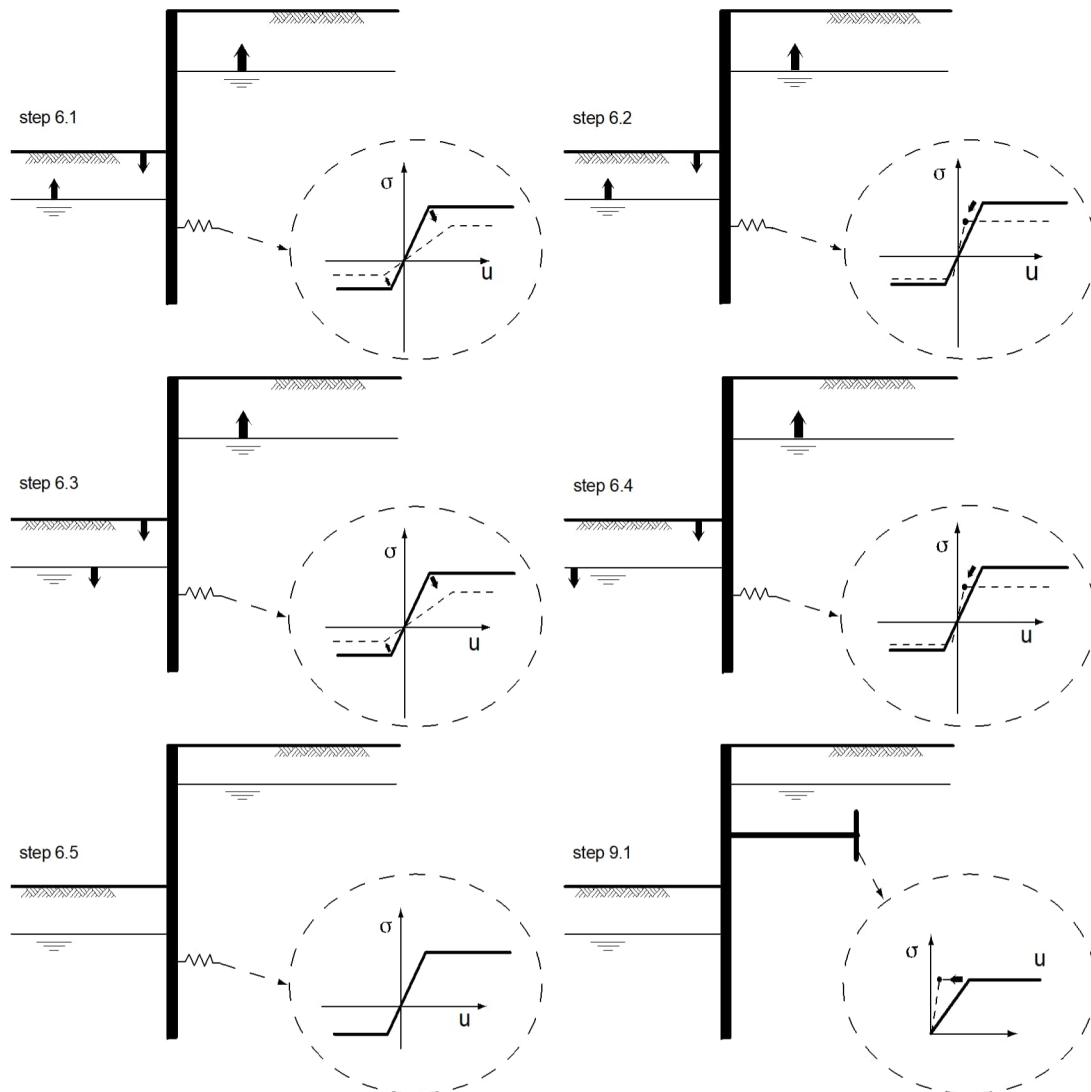 step 6.1
σ
u
step 6.2
σ
u
step 6.3
σ
u
step 6.4
σ
u
step 6.5
σ
u
step 9.1
σ
u